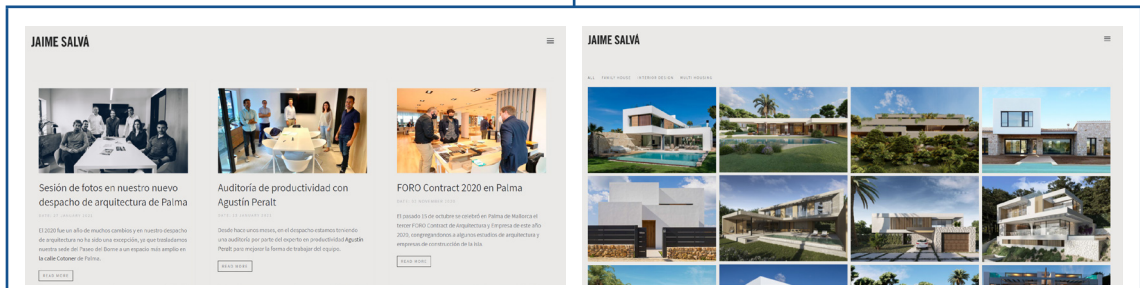 JAIME SALVÁ
Sesión de fotos en nuestro nuevo
despacho de arquitectura de Palma
El 2020 fue un año de muchos cambios y en nuestro despacho
de arquitectura no ha sido una excepción, ya que trasladamos
nuestra sede del Paseo del Borne a un espacio más amplio en
la calle Cotoner de Palma.
READ MORE
Auditoría de productividad con
Agustín Peralt
Desde hace unos meses, en el despacho estamos teniendo
una auditoría por parte del experto en productividad Agustín
Peralt para mejorar la forma de trabajar del equipo.
READ MORE
FORO Contract 2020 en Palma
El pasado 15 de octubre se celebró en Palma de Mallorca el
tercer FORO Contract de Arquitectura y Empresa de este año
2020, congregándonos a algunos estudios de arquitectura y
empresas de construcción de la isla.
READ MORE
JAIME SALVÁ
ALL FAMILY HOUSE INTERIOR DESIGN MULTI HOUSING